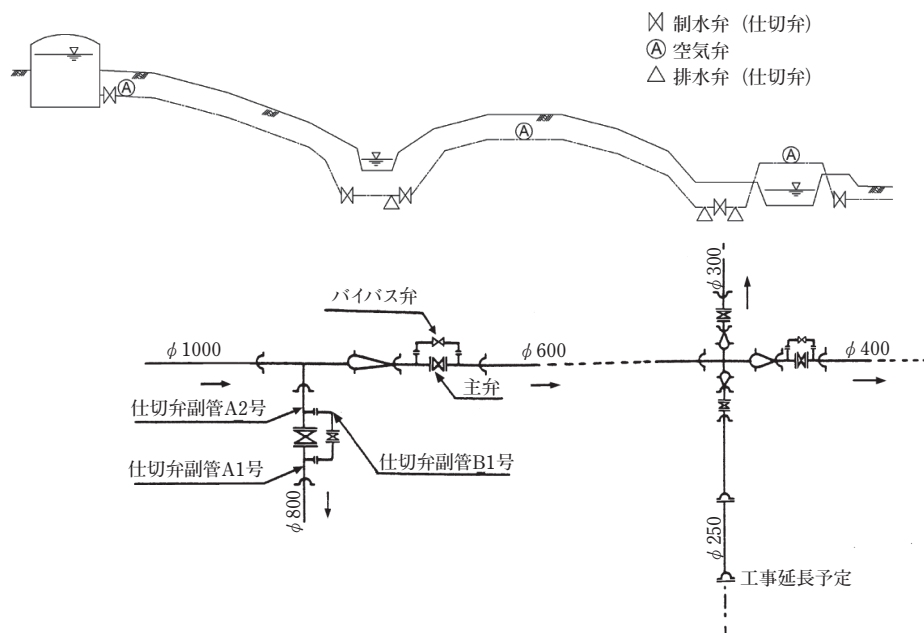 制水弁(仕切弁)
Ⓐ 空気弁
排水弁(仕切弁)
Ⓐ
Ⓐ
Ⓐ
φ300
バイパス弁
φ1000
φ600
φ400
主弁
仕切弁副管A2号
仕切弁副管A1号
仕切弁副管B1号
φ800
φ250
工事延長予定